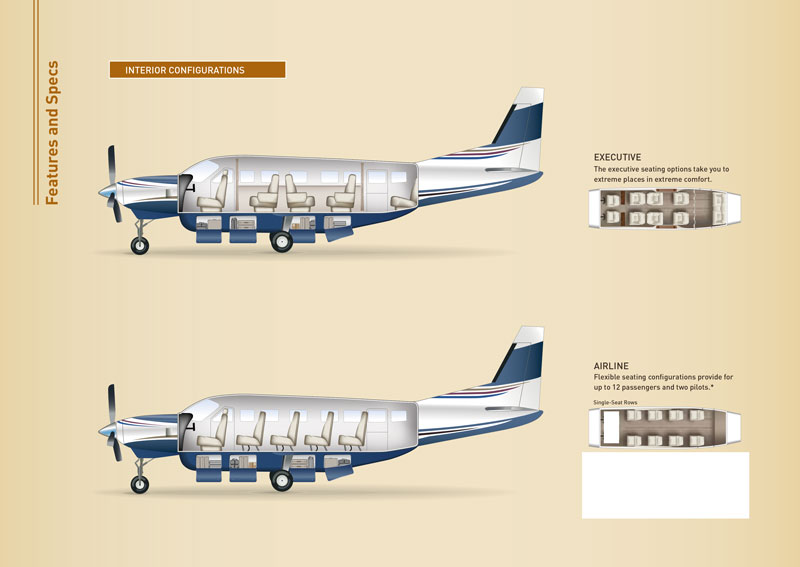 Features and Specs
INTERIOR CONFIGURATIONS
EXECUTIVE
The executive seating options take you to
extreme places in extreme comfort.
AIRLINE
Flexible seating configurations provide for
up to 12 passengers and two pilots.*
Single-Seat Rows